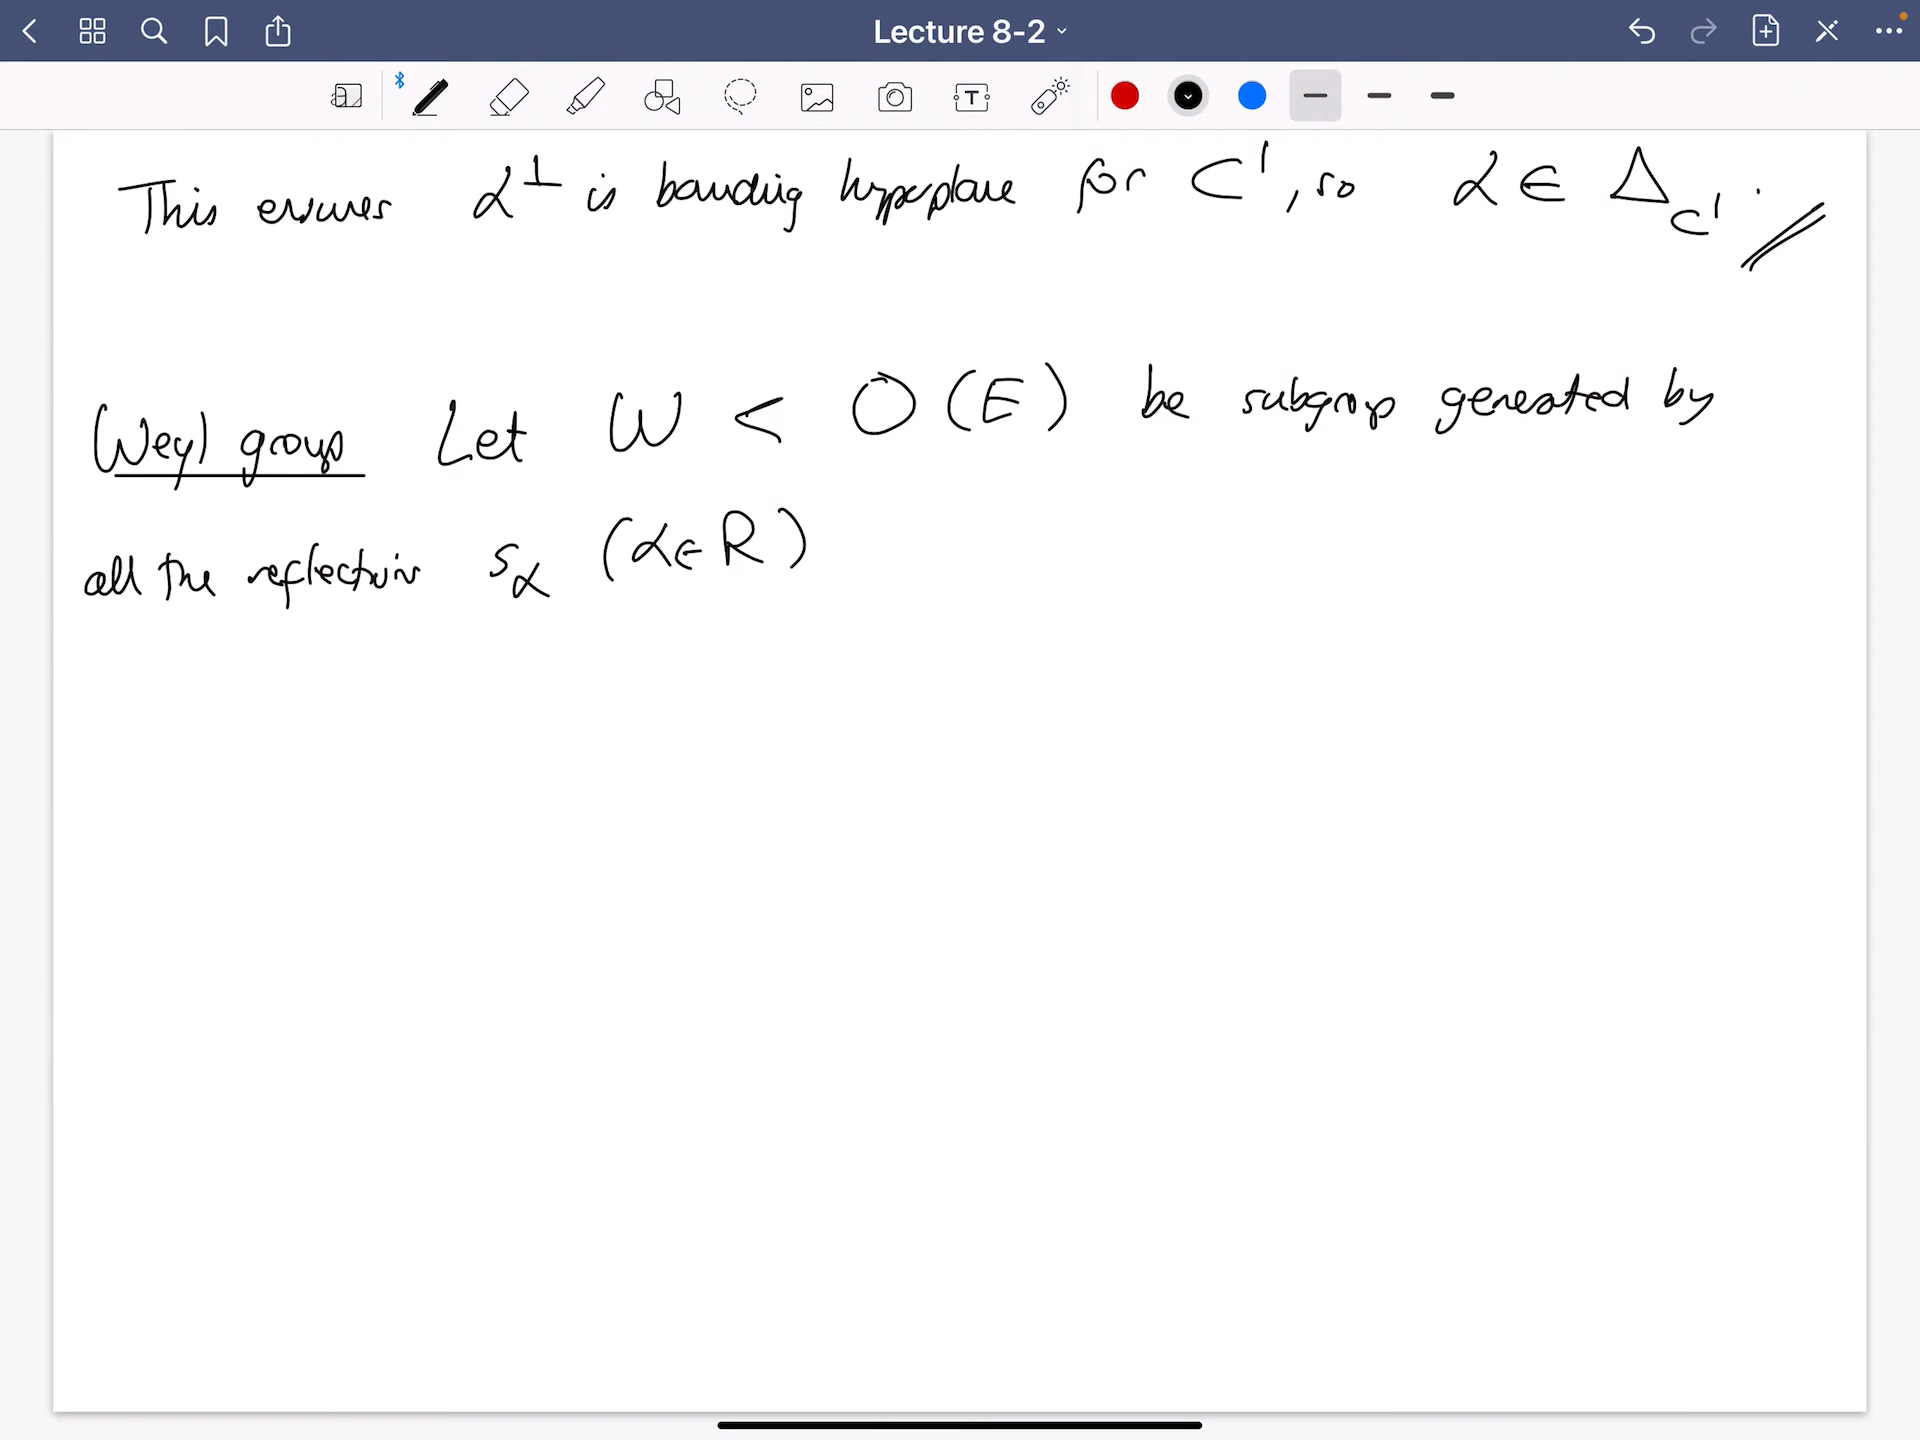 Lecture 8-2
This ensures α⊥ is bounding hyperplane for C', so α ∈ Δ_C'.
Weyl group Let W < O(E) be subgroup generated by
all the reflections s_α (α∈R)